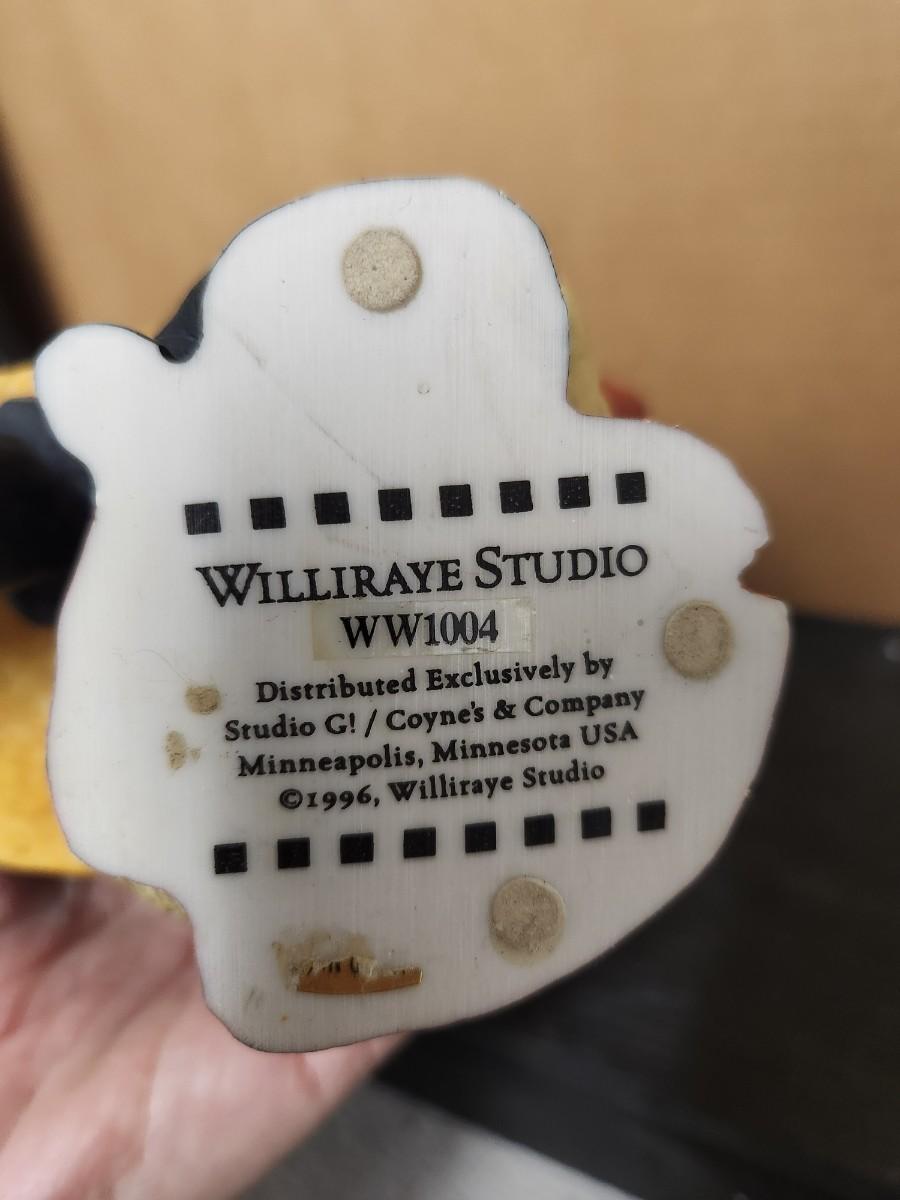 WILLIRAYE STUDIO
WW1004
Distributed Exclusively by
Studio G! / Coyne's & Company
Minneapolis, Minnesota USA
©1996, Williraye Studio